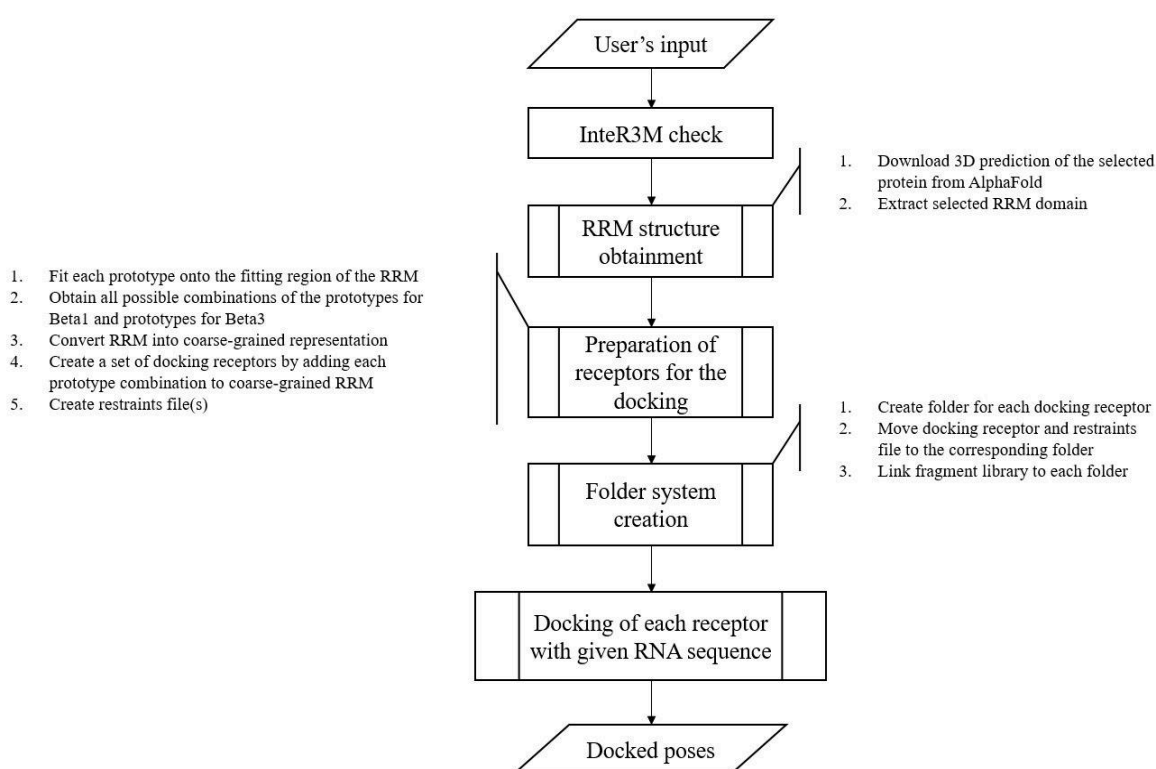 User’s input
InteR3M check
1. Download 3D prediction of the selected
protein from AlphaFold
2. Extract selected RRM domain
RRM structure
obtainment
1. Fit each prototype onto the fitting region of the RRM
2. Obtain all possible combinations of the prototypes for
Beta1 and prototypes for Beta3
3. Convert RRM into coarse-grained representation
4. Create a set of docking receptors by adding each
prototype combination to coarse-grained RRM
5. Create restraints file(s)
Preparation of
receptors for the
docking
1. Create folder for each docking receptor
2. Move docking receptor and restraints
file to the corresponding folder
3. Link fragment library to each folder
Folder system
creation
Docking of each receptor
with given RNA sequence
Docked poses